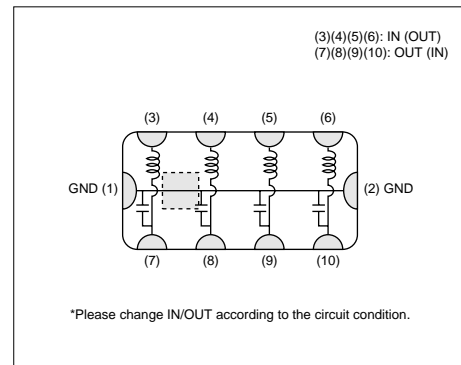 (3)(4)(5)(6): IN (OUT)
(7)(8)(9)(10): OUT (IN)
(3) (4) (5) (6)
GND (1) (2) GND
(7) (8) (9) (10)
*Please change IN/OUT according to the circuit condition.